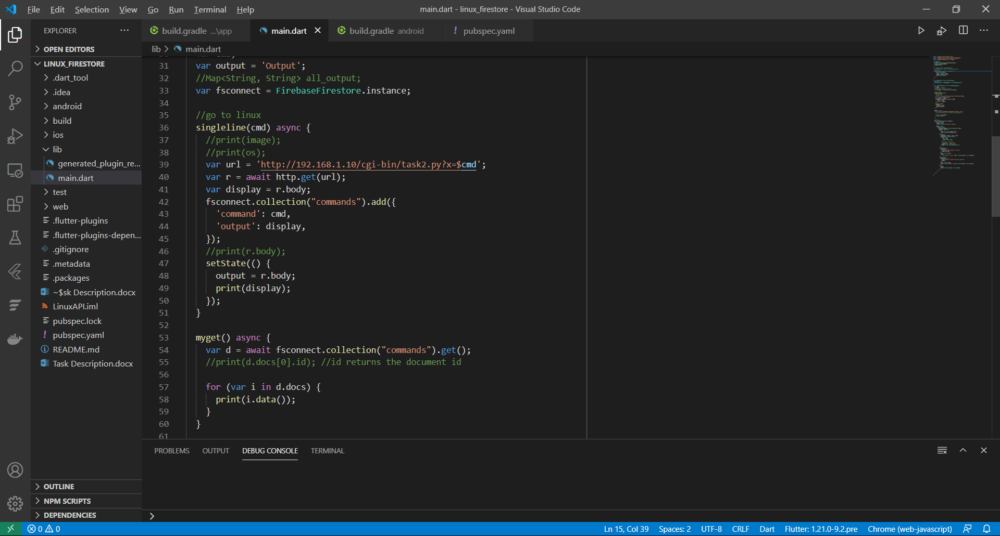 File Edit Selection View Go Run Terminal Help
main.dart - linux_firestore - Visual Studio Code
EXPLORER
OPEN EDITORS
LINUX_FIRESTORE
.dart_tool
.idea
android
build
ios
lib
generated_plugin_re...
main.dart
test
web
.flutter-plugins
.flutter-plugins-depen...
.gitignore
.metadata
.packages
~$sk Description.docx
LinuxAPI.iml
pubspec.lock
pubspec.yaml
README.md
Task Description.docx
OUTLINE
NPM SCRIPTS
DEPENDENCIES
build.gradle ...\app
main.dart
build.gradle android
pubspec.yaml
lib > main.dart
31 var output = 'Output';
32 //Map<String, String> all_output;
33 var fsconnect = FirebaseFirestore.instance;
34
35 //go to linux
36 singleline(cmd) async {
37 //print(image);
38 //print(os);
39 var url = 'http://192.168.1.10/cgi-bin/task2.py?x=$cmd';
40 var r = await http.get(url);
41 var display = r.body;
42 fsconnect.collection("commands").add({
43 'command': cmd,
44 'output': display,
45 });
46 //print(r.body);
47 setState(() {
48 output = r.body;
49 print(display);
50 });
51 }
52
53 myget() async {
54 var d = await fsconnect.collection("commands").get();
55 //print(d.docs[0].id); //id returns the document id
56
57 for (var i in d.docs) {
58 print(i.data());
59 }
60 }
61
PROBLEMS OUTPUT DEBUG CONSOLE TERMINAL
0 0
Ln 15, Col 39 Spaces: 2 UTF-8 CRLF Dart Flutter: 1.21.0-9.2.pre Chrome (web-javascript)